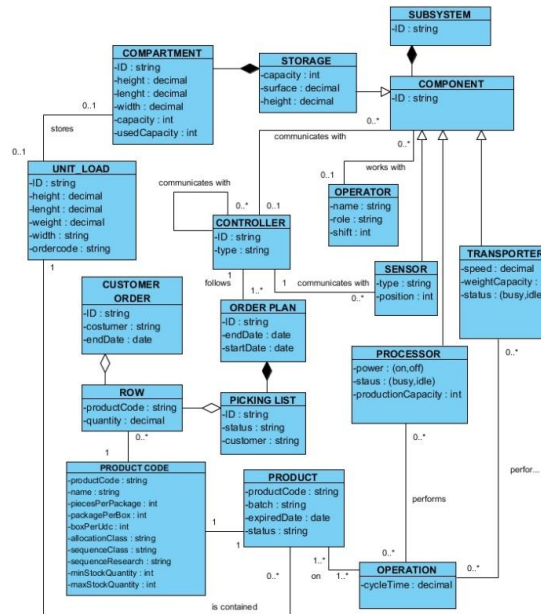 SUBSYSTEM
-ID : string
COMPARTMENT
-ID : string
-height : decimal
-lenght : decimal
-width : decimal
-capacity : int
-usedCapacity : int
STORAGE
-capacity : int
-surface : decimal
-height : decimal
COMPONENT
-ID : string
0..1
stores
0..1
communicates with
0..*
0..*
works with
0..1
UNIT_LOAD
-ID : string
-height : decimal
-lenght : decimal
-weight : decimal
-width : string
-ordercode : string
1
communicates with
0..*
0..*
0..1
CONTROLLER
-ID : string
-type : string
OPERATOR
-name : string
-role : string
-shift : int
1
follows
1..*
1
communicates with
0..*
SENSOR
-type : string
-position : int
TRANSPORTER
-speed : decimal
-weightCapacity :
-status : (busy,idle
0..*
CUSTOMER
ORDER
-ID : string
-costumer : string
-endDate : date
ORDER PLAN
-ID : string
-endDate : date
-startDate : date
PROCESSOR
-power : (on,off)
-staus : (busy,idle)
-productionCapacity : int
0..*
ROW
-productCode : string
-quantity : decimal
0..*
1
PICKING LIST
-ID : string
-status : string
-customer : string
PRODUCT CODE
-productCode : string
-name : string
-piecesPerPackage : int
-packagePerBox : int
-boxPerUdc : int
-allocationClass : string
-sequenceClass : string
-sequenceResearch : string
-minStockQuantity : int
-maxStockQuantity : int
1
1
PRODUCT
-productCode : string
-batch : string
-expiredDate : date
-status : string
0..*
1..*
on
1..*
performs
0..*
perfor...
0..*
OPERATION
-cycleTime : decimal
is contained